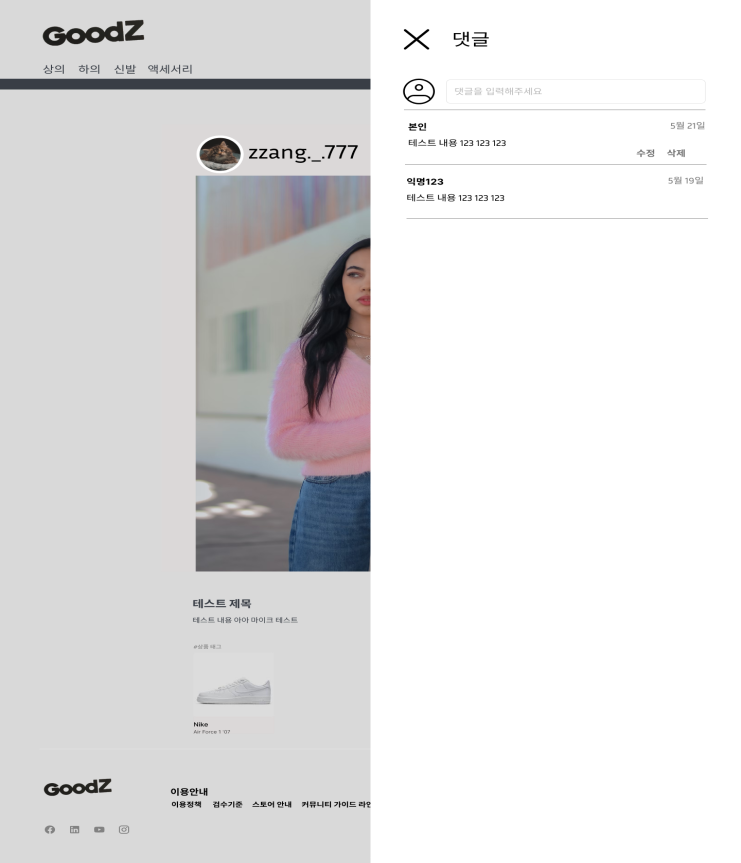 GoodZ
상의 하의 신발 액세서리
zzang._.777
테스트 제목
테스트 내용 아아 마이크 테스트
#상품 태그
Nike
Air Force 1 '07
GoodZ
이용안내
이용정책 검수기준 스토어 안내 커뮤니티 가이드 라인
댓글
댓글을 입력해주세요
본인 5월 21일
테스트 내용 123 123 123
수정 삭제
익명123 5월 19일
테스트 내용 123 123 123